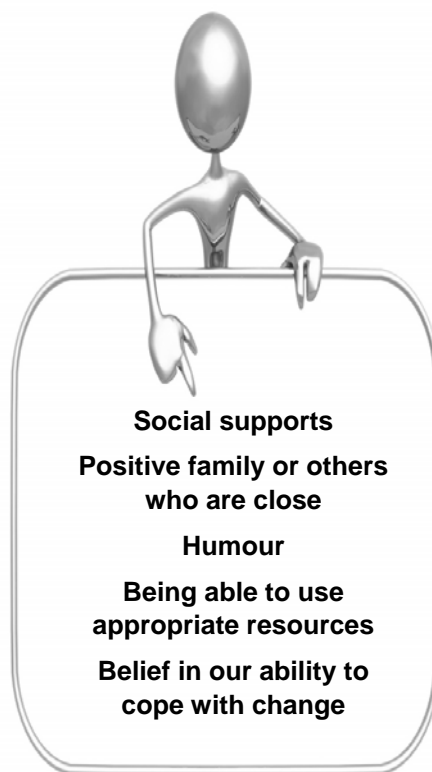 Social supports
Positive family or others
who are close
Humour
Being able to use
appropriate resources
Belief in our ability to
cope with change